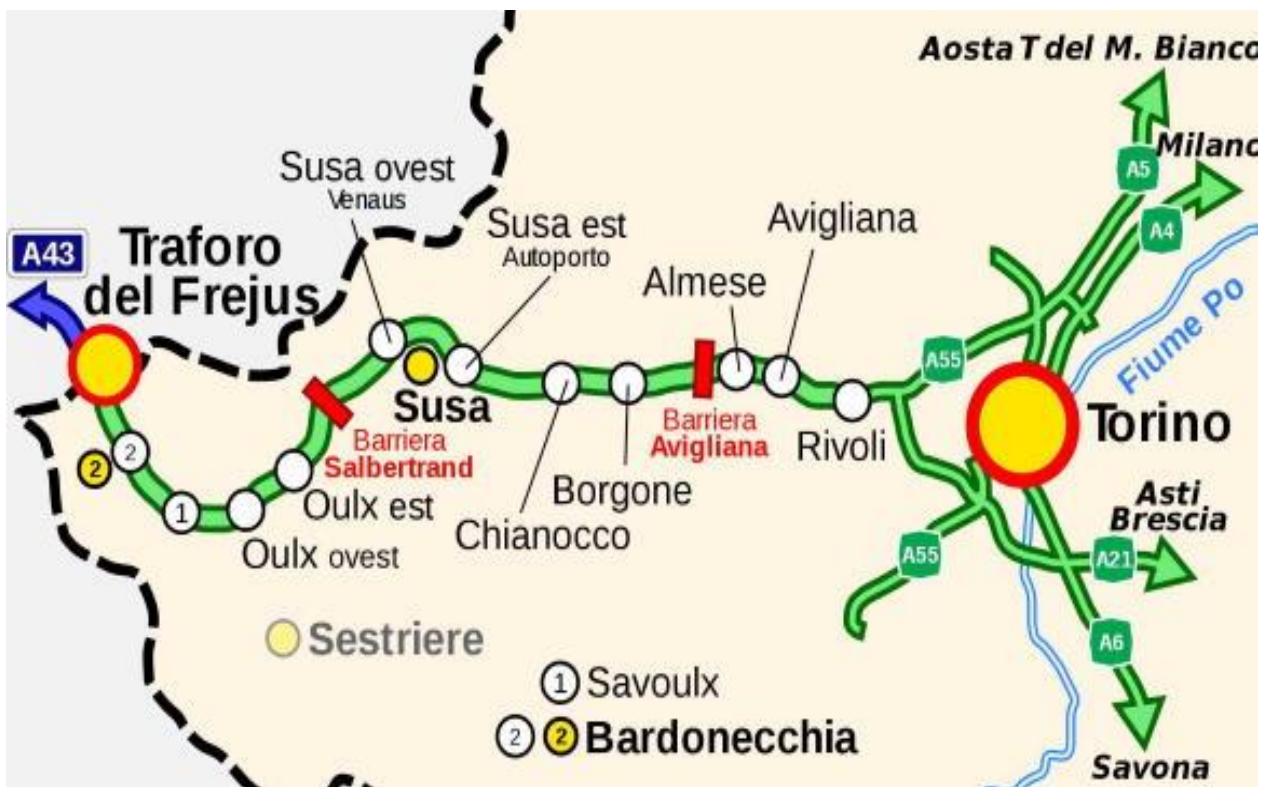 Aosta T del M. Bianco
Milano
A5
A4
Susa ovest
Venaus
Susa est
Autoporto
Avigliana
Almese
A43
Traforo
del Frejus
Fiume Po
A55
Susa
Barriera
Salbertrand
Barriera
Avigliana
Rivoli
Torino
2
2
1
Oulx est
Oulx ovest
Borgone
Chianocco
Asti
Brescia
A55
A21
A6
Sestriere
1 Savoulx
2 2 Bardonecchia
Savona